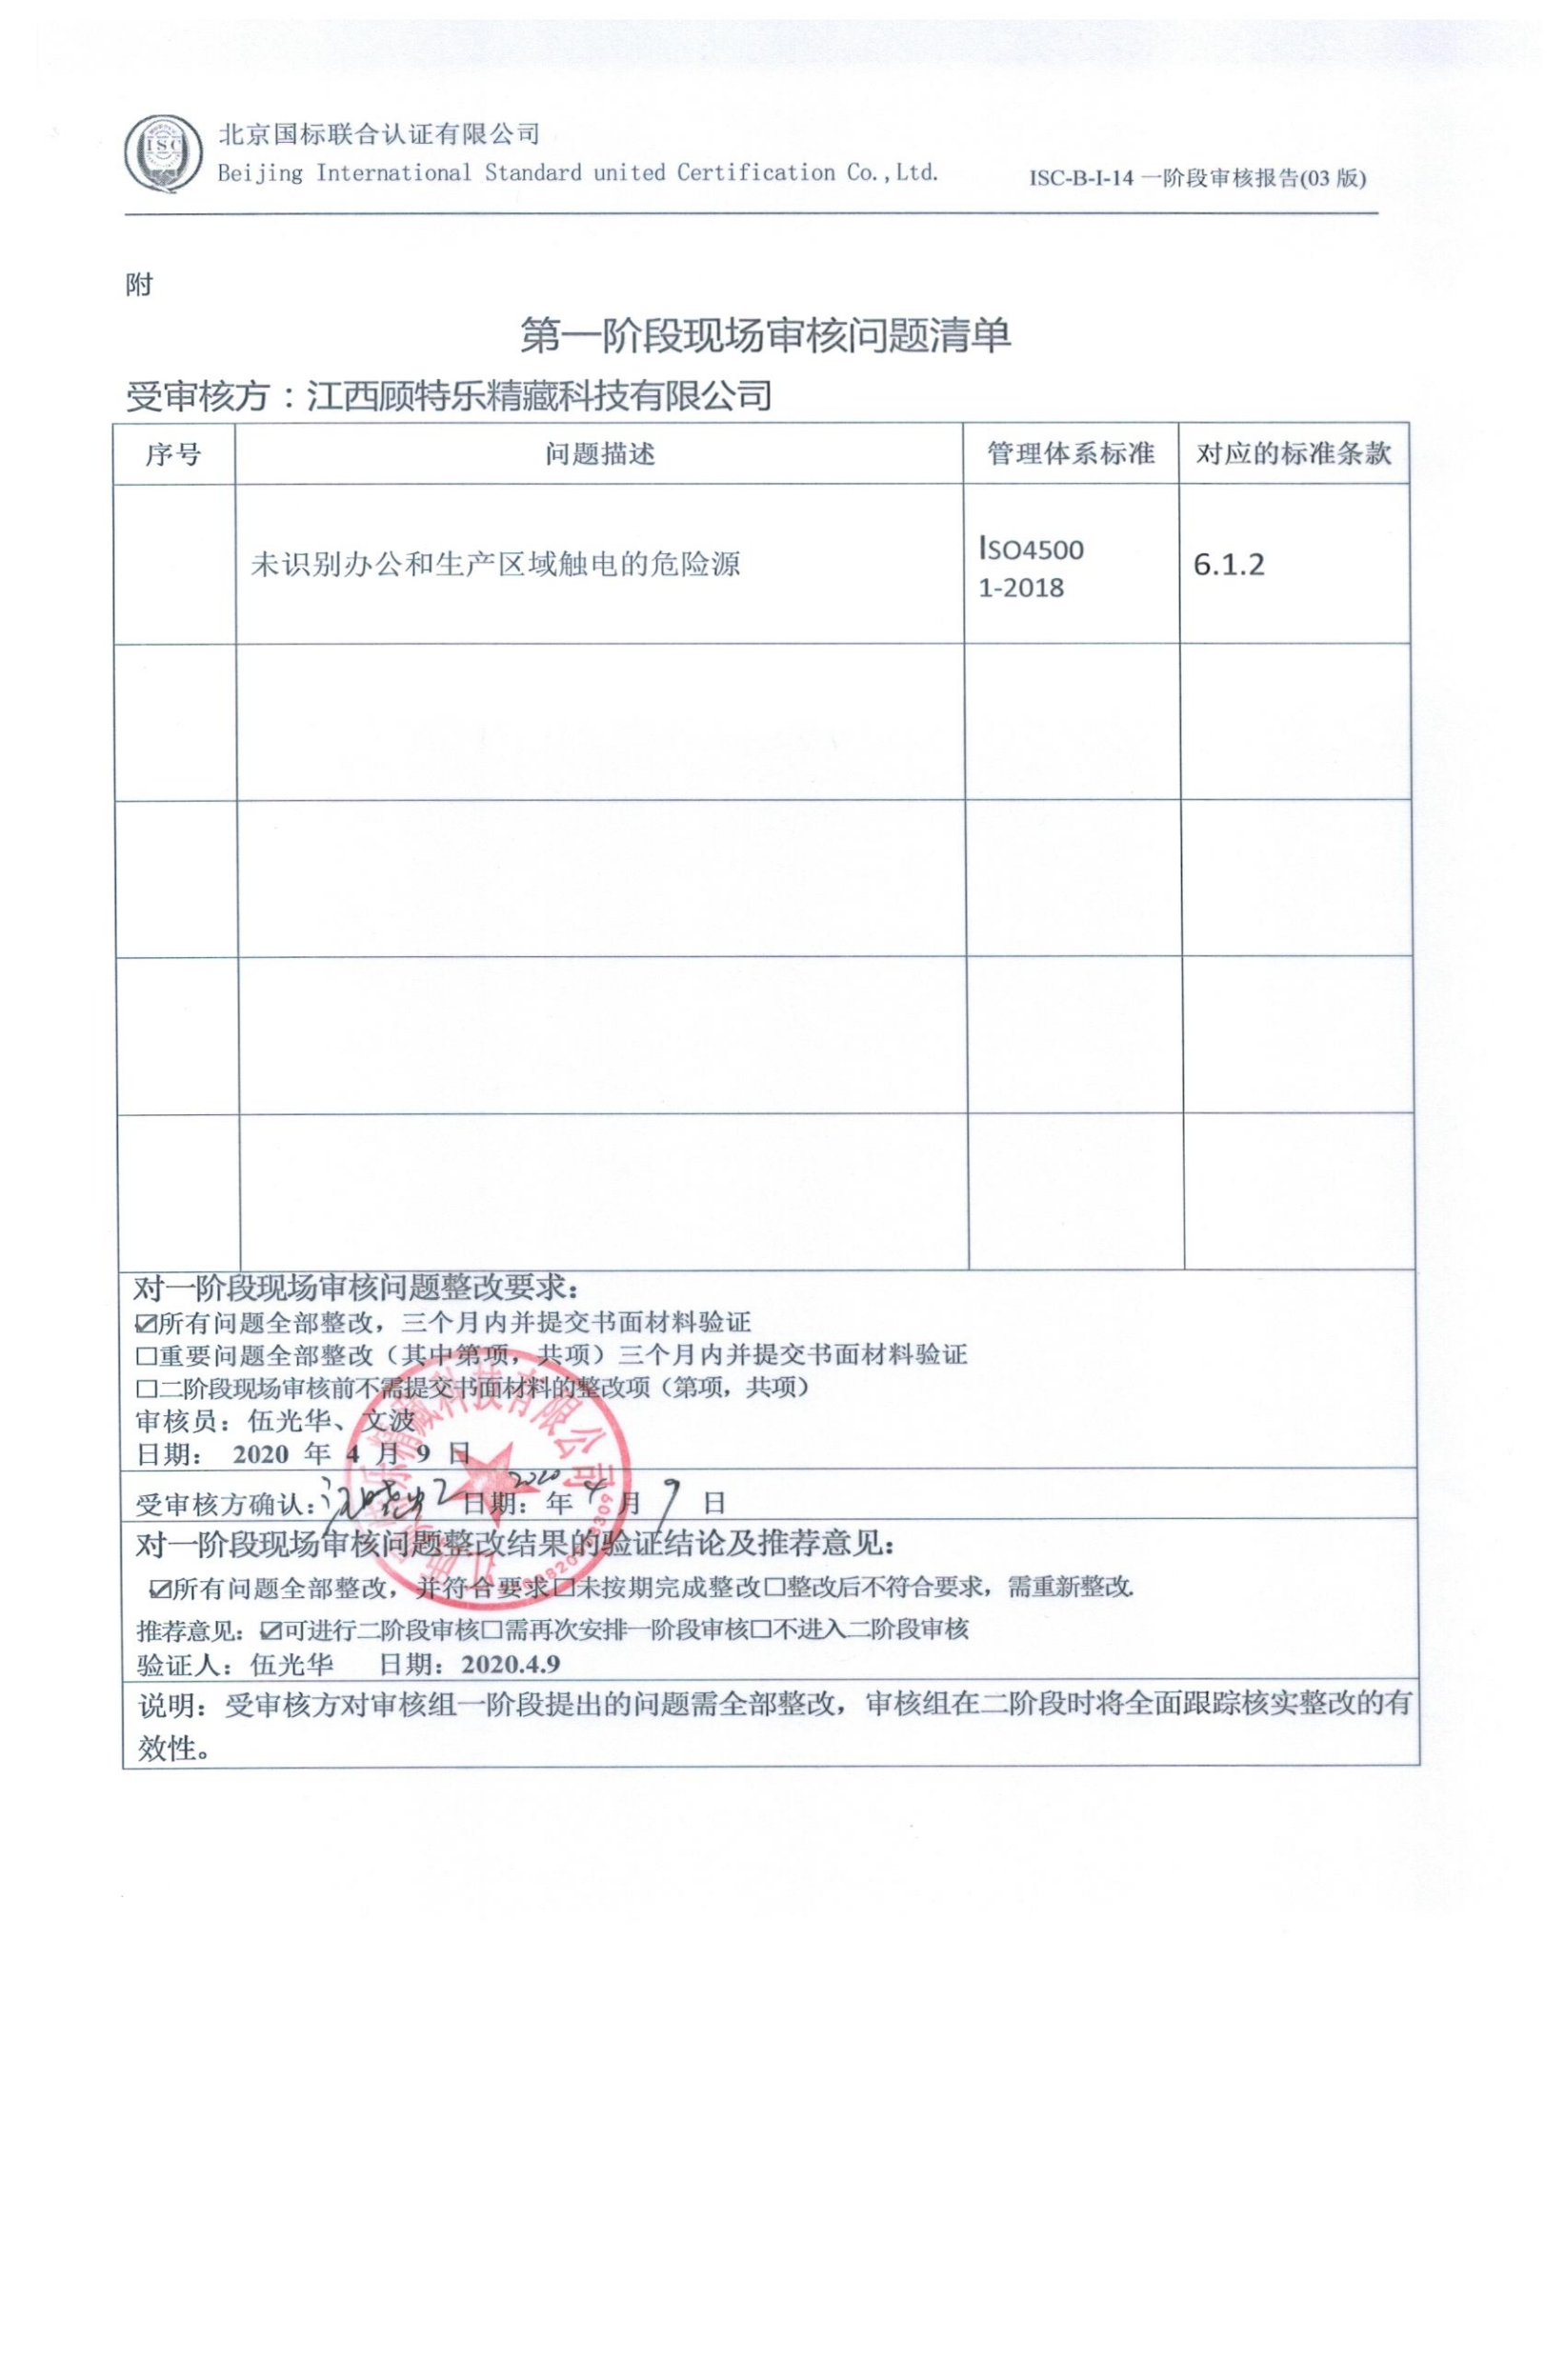 ISC
北京国标联合认证有限公司
Beijing International Standard united Certification Co.,Ltd.
ISC-B-I-14 一阶段审核报告(03 版)
附
第一阶段现场审核问题清单
受审核方：江西顾特乐精藏科技有限公司
序号 问题描述 管理体系标准 对应的标准条款
未识别办公和生产区域触电的危险源
ISO4500
1-2018
6.1.2
对一阶段现场审核问题整改要求：
☑所有问题全部整改，三个月内并提交书面材料验证
□重要问题全部整改（其中第项，共项）三个月内并提交书面材料验证
□二阶段现场审核前不需提交书面材料的整改项（第项，共项）
审核员：伍光华、文波
日期： 2020 年 4 月 9 日
受审核方确认： 日期：2020年 4 月 9 日
对一阶段现场审核问题整改结果的验证结论及推荐意见：
☑所有问题全部整改，并符合要求□未按期完成整改□整改后不符合要求，需重新整改.
推荐意见：☑可进行二阶段审核□需再次安排一阶段审核□不进入二阶段审核
验证人：伍光华 日期：2020.4.9
说明：受审核方对审核组一阶段提出的问题需全部整改，审核组在二阶段时将全面跟踪核实整改的有
效性。